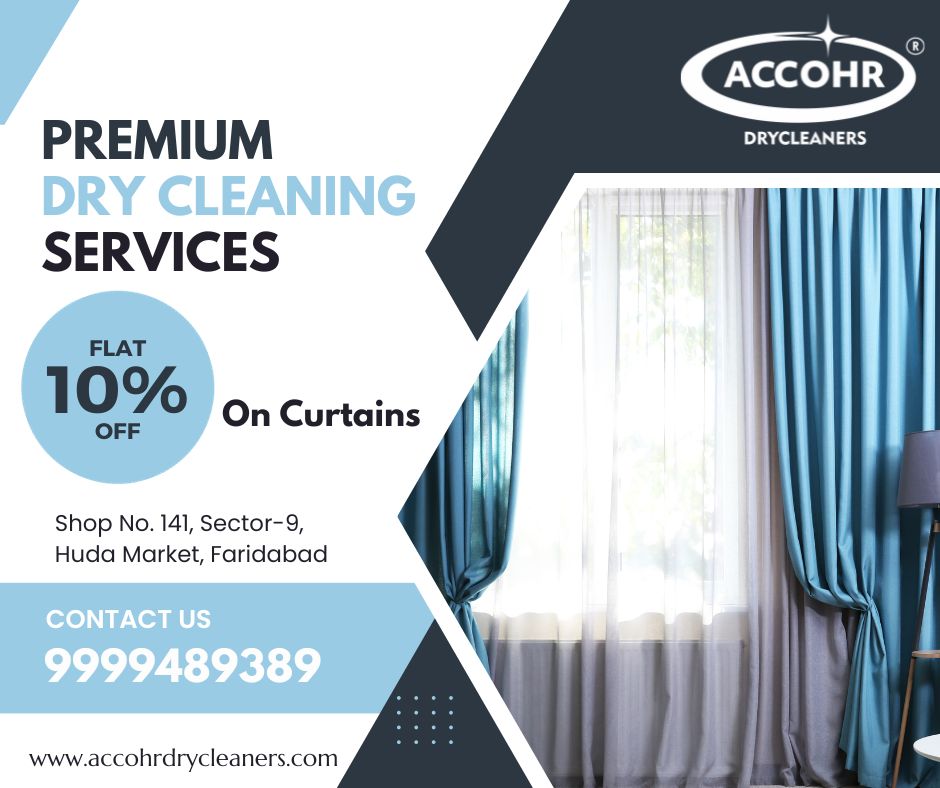 ACCOHR ®
DRYCLEANERS
PREMIUM
DRY CLEANING
SERVICES
FLAT
10%
OFF
On Curtains
Shop No. 141, Sector-9,
Huda Market, Faridabad
CONTACT US
9999489389
www.accohrdrycleaners.com